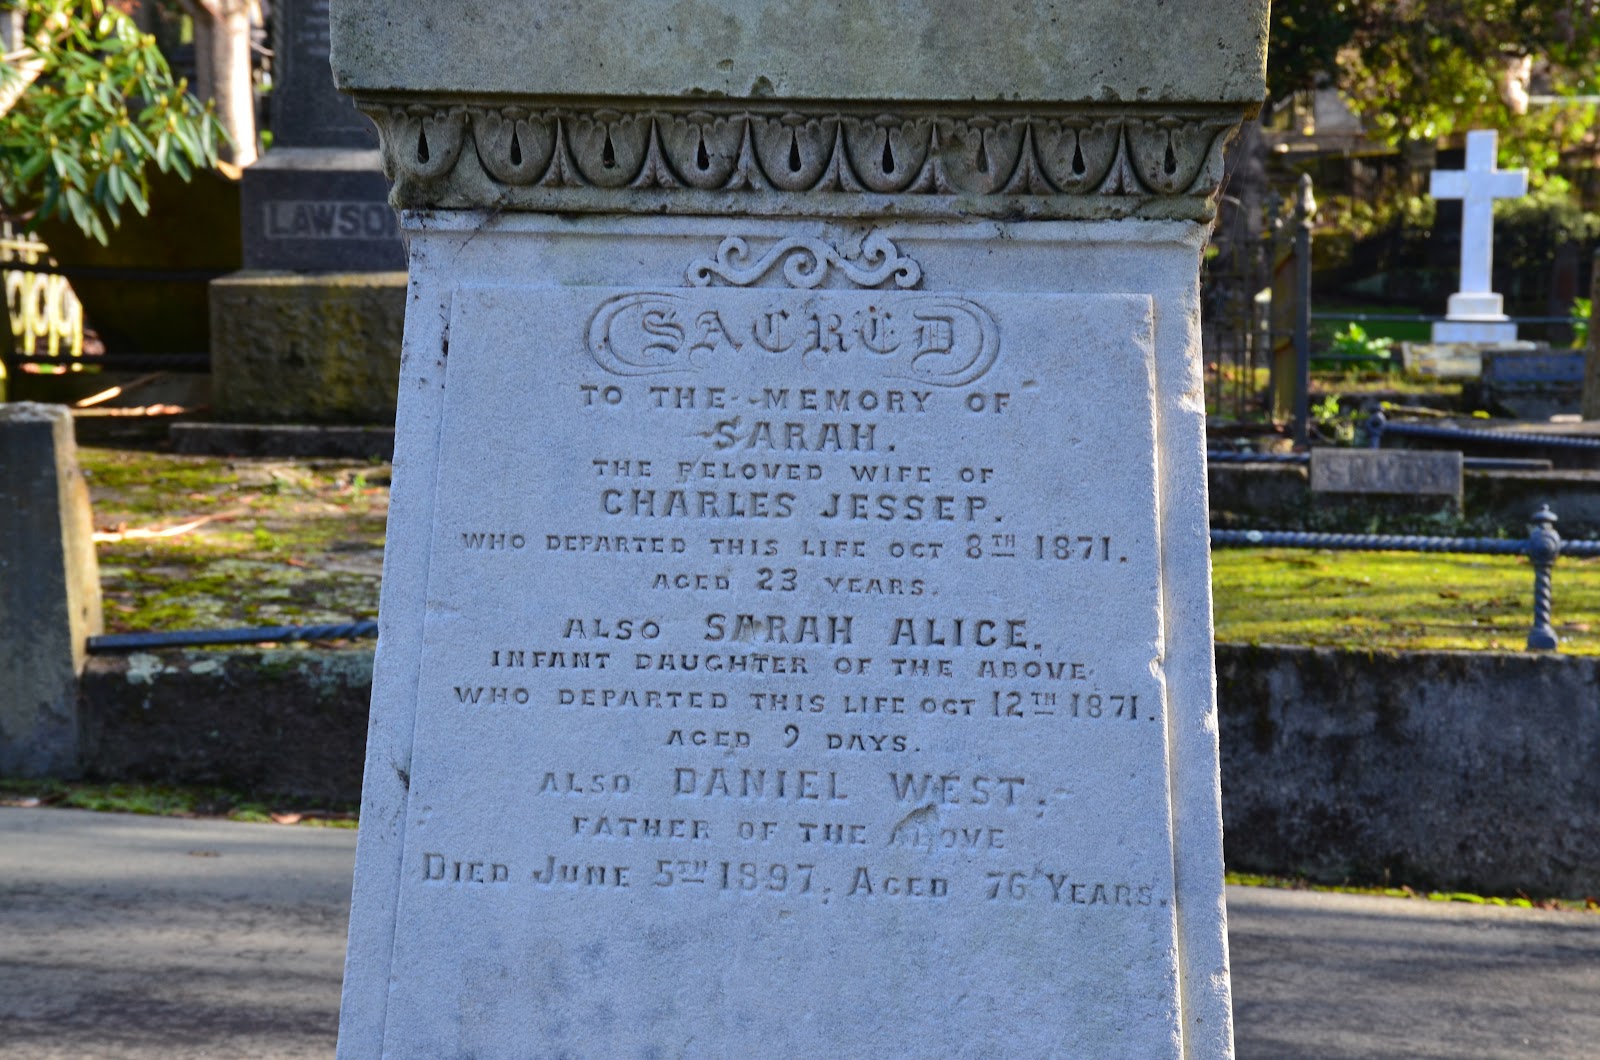 LAWSO
SACRED
TO THE MEMORY OF
SARAH.
THE BELOVED WIFE OF
CHARLES JESSEP.
WHO DEPARTED THIS LIFE OCT 8TH 1871.
AGED 23 YEARS.
ALSO SARAH ALICE.
INFANT DAUGHTER OF THE ABOVE.
WHO DEPARTED THIS LIFE OCT 12TH 1871.
AGED 9 DAYS.
ALSO DANIEL WEST.
FATHER OF THE ABOVE
DIED JUNE 5TH 1897. AGED 76 YEARS.